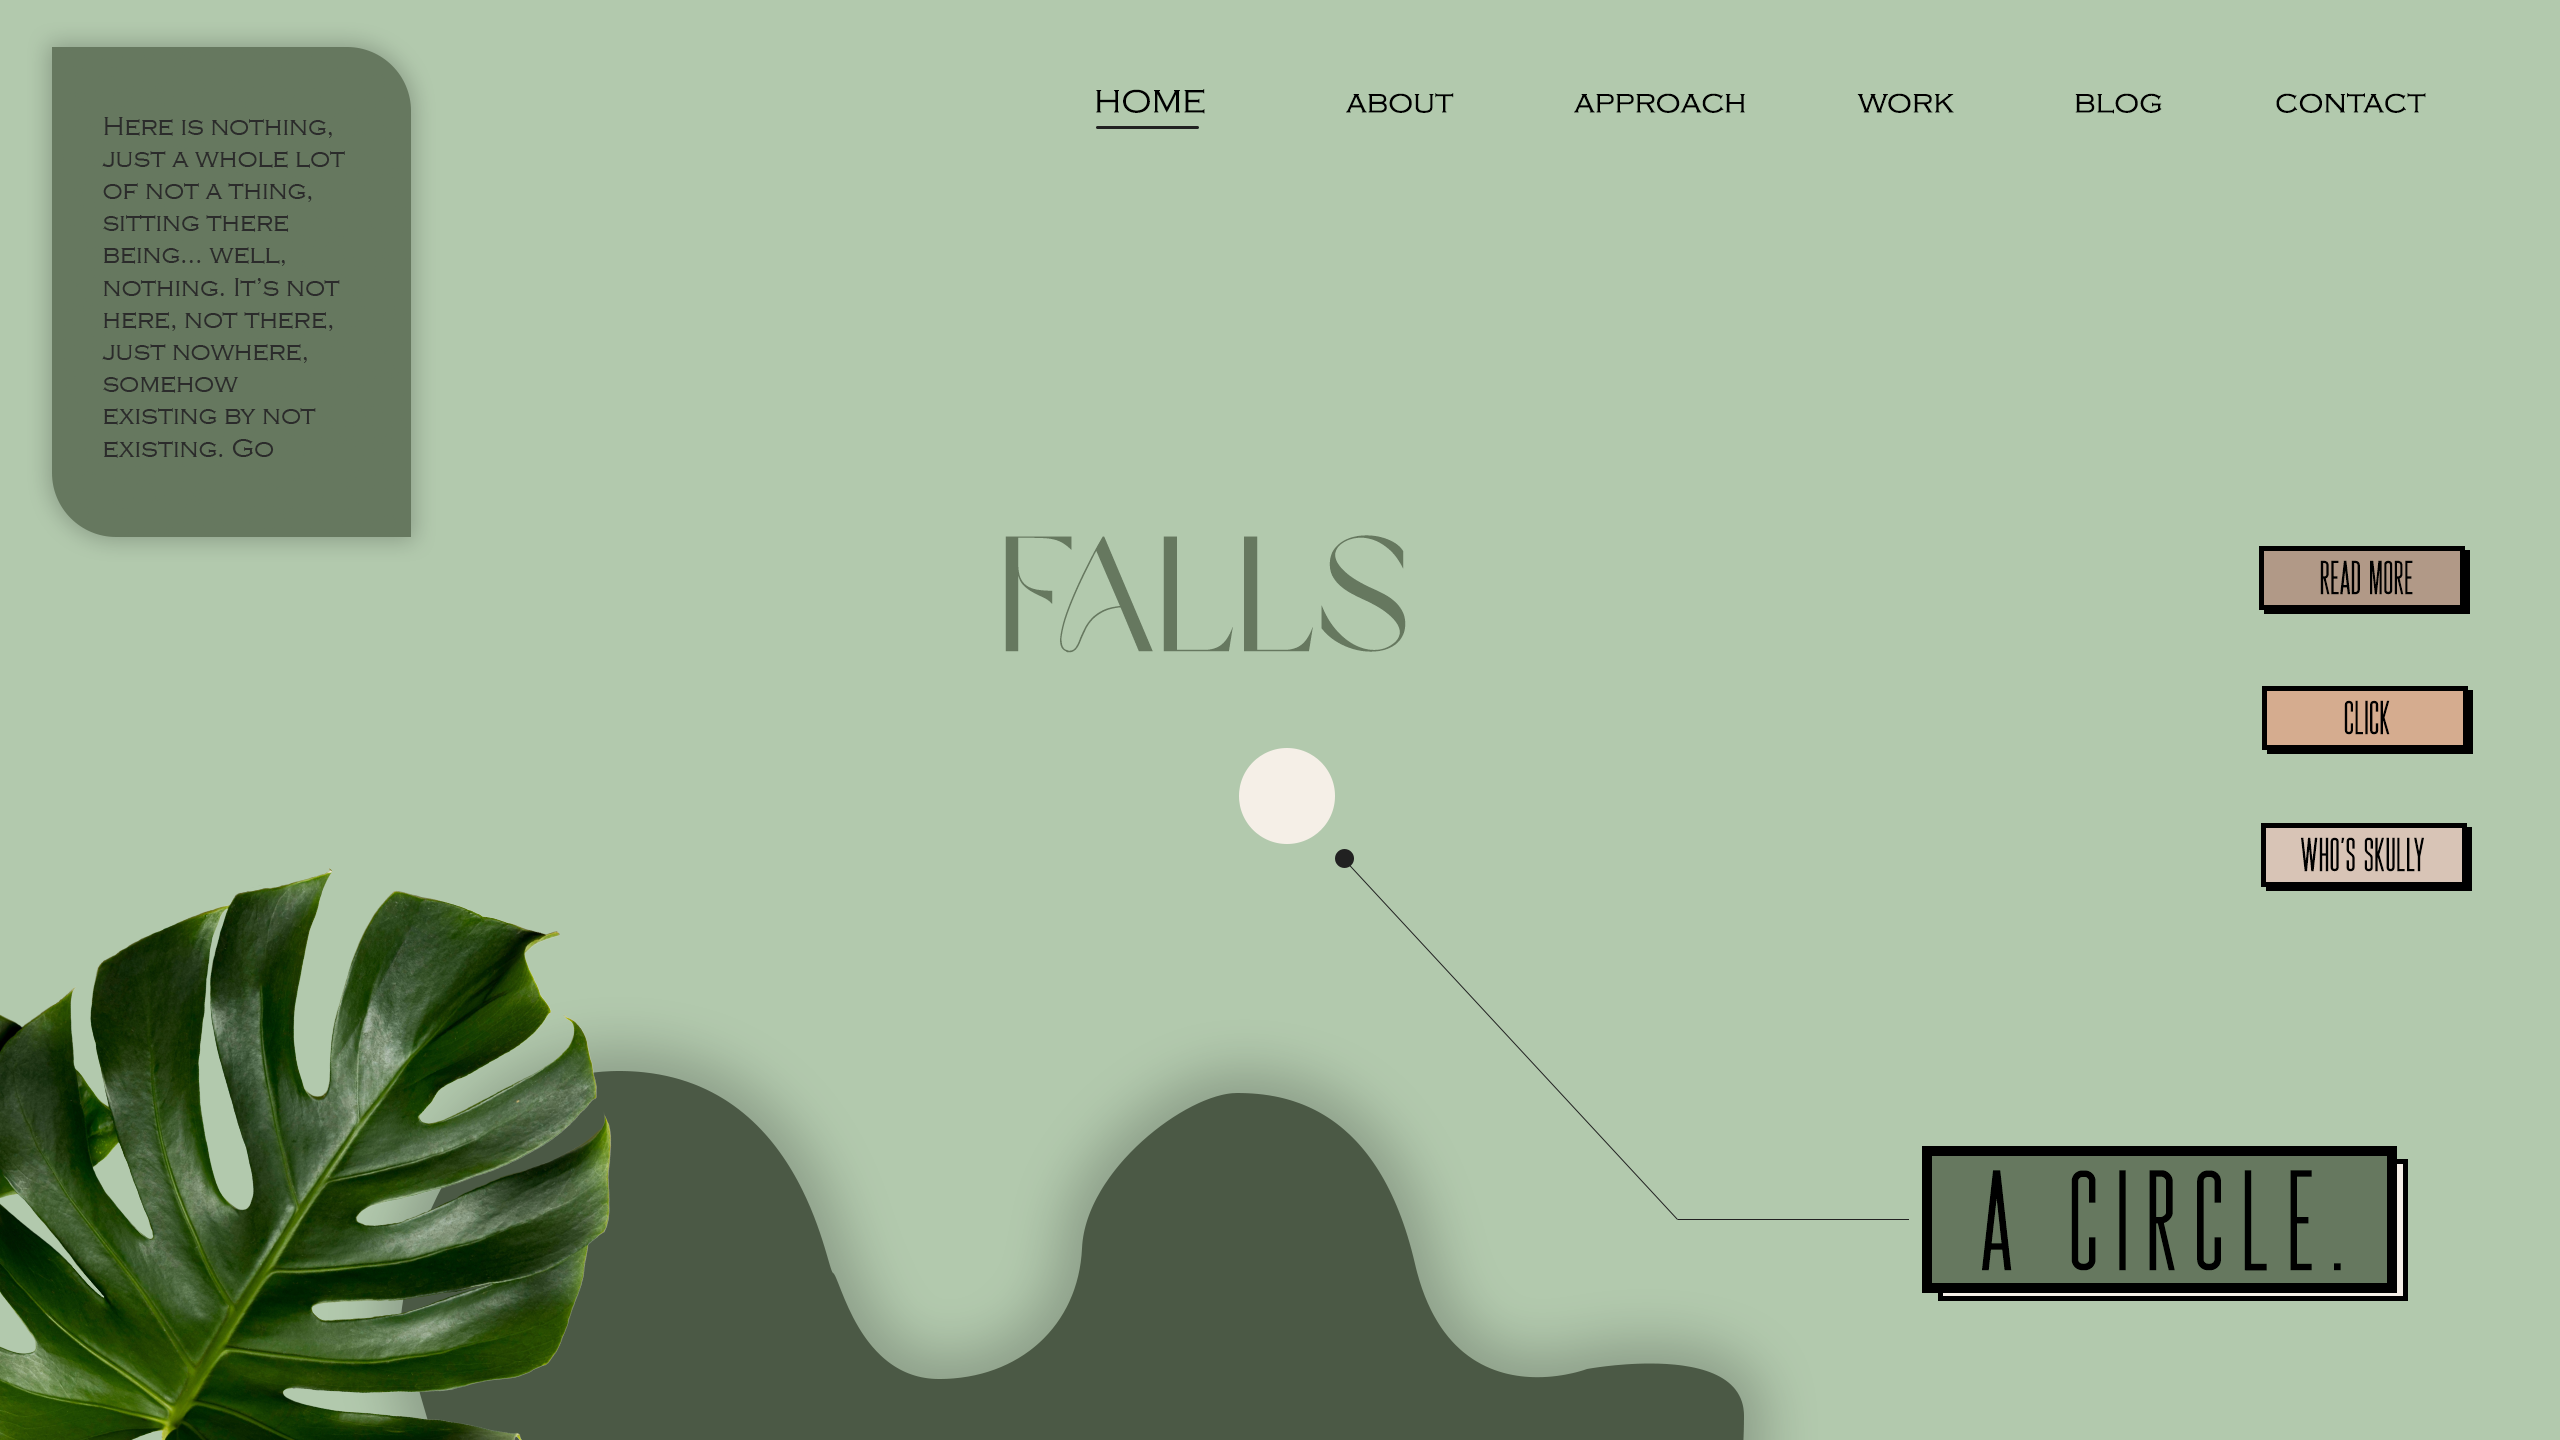 HOME ABOUT APPROACH WORK BLOG CONTACT
HERE IS NOTHING,
JUST A WHOLE LOT
OF NOT A THING,
SITTING THERE
BEING... WELL,
NOTHING. IT’S NOT
HERE, NOT THERE,
JUST NOWHERE,
SOMEHOW
EXISTING BY NOT
EXISTING. GO
FALLS
READ MORE
CLICK
WHO'S SKULLY
A CIRCLE.